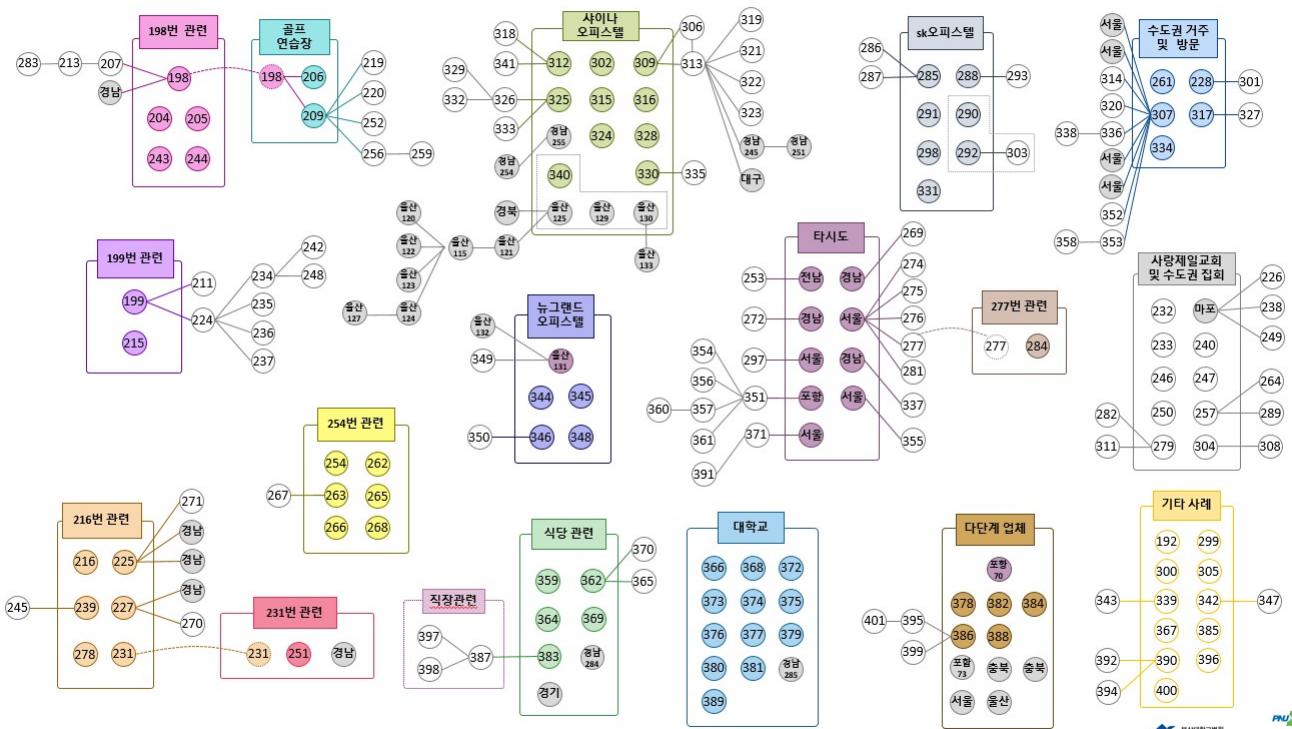 198번 관련
283
213
207
경남
198
204
205
243
244
골프
연습장
198
206
209
219
220
252
256
259
샤이나
오피스텔
318
341
329
332
326
333
312
302
309
325
315
316
324
328
340
330
335
306
313
319
321
322
323
경남
245
경남
251
대구
경남
255
경남
254
경북
울산
125
울산
129
울산
130
울산
133
울산
120
울산
122
울산
123
울산
115
울산
121
울산
127
울산
124
sk오피스텔
286
287
285
288
293
291
290
298
292
303
331
수도권 거주
및 방문
서울
서울
314
320
338
336
서울
서울
352
358
353
261
228
301
307
317
327
334
199번 관련
199
215
211
224
234
242
248
235
236
237
뉴그랜드
오피스텔
울산
132
349
울산
131
344
345
350
346
348
타시도
253
전남
경남
269
272
경남
서울
274
275
276
277
281
297
서울
경남
337
354
356
360
357
361
351
포항
서울
355
371
서울
391
277번 관련
277
284
사랑제일교회
및 수도권 집회
232
마포
226
238
249
233
240
246
247
250
257
264
289
282
311
279
304
308
254번 관련
254
262
267
263
265
266
268
216번 관련
216
225
271
경남
경남
245
239
227
경남
270
278
231
231번 관련
231
251
경남
직장관련
397
398
387
식당 관련
359
362
370
365
364
369
383
경남
284
경기
대학교
366
368
372
373
374
375
376
377
379
380
381
경남
285
389
다단계 업체
포항
70
378
382
384
401
395
399
386
388
포항
73
충북
충북
서울
울산
기타 사례
192
299
300
305
343
339
342
347
367
385
392
394
390
396
400
PNU